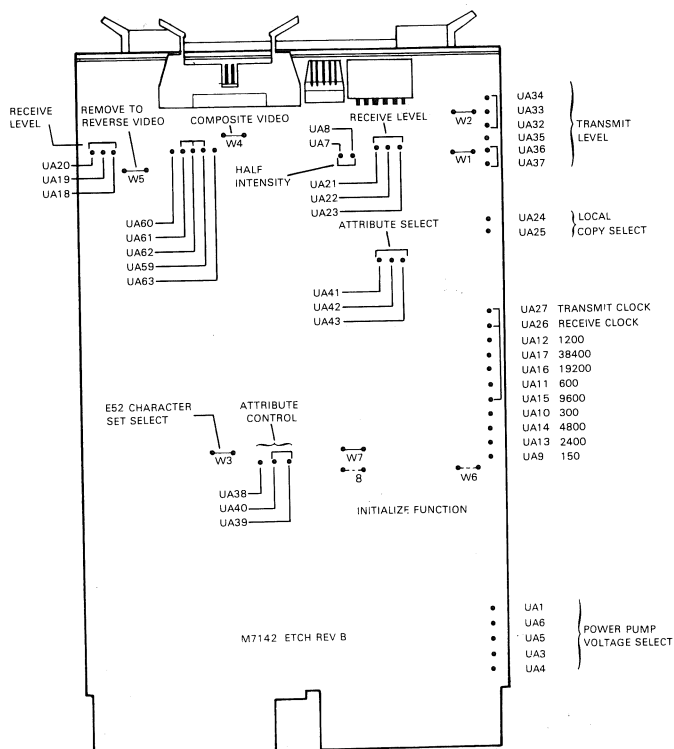 UA34
UA33
UA32
UA35
UA36
UA37
TRANSMIT
LEVEL
W2
W1
RECEIVE
LEVEL
REMOVE TO
REVERSE VIDEO
COMPOSITE VIDEO
W4
UA8
UA7
RECEIVE LEVEL
HALF
INTENSITY
UA20
UA19
UA18
W5
UA21
UA22
UA23
UA60
UA61
UA62
UA59
UA63
ATTRIBUTE SELECT
UA24
UA25
LOCAL
COPY SELECT
UA41
UA42
UA43
UA27 TRANSMIT CLOCK
UA26 RECEIVE CLOCK
UA12 1200
UA17 38400
UA16 19200
UA11 600
UA15 9600
UA10 300
UA14 4800
UA13 2400
UA9 150
E52 CHARACTER
SET SELECT
ATTRIBUTE
CONTROL
W3
W7
8
W6
UA38
UA40
UA39
INITIALIZE FUNCTION
M7142 ETCH REV B
UA1
UA6
UA5
UA3
UA4
POWER PUMP
VOLTAGE SELECT